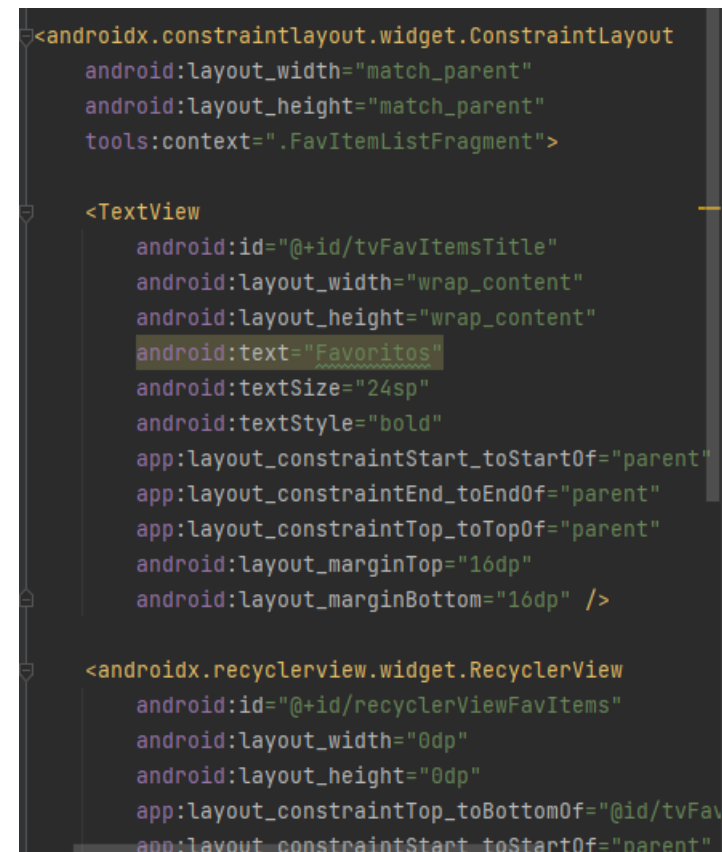 <androidx.constraintlayout.widget.ConstraintLayout
android:layout_width="match_parent"
android:layout_height="match_parent"
tools:context=".FavItemListFragment">
<TextView
android:id="@+id/tvFavItemsTitle"
android:layout_width="wrap_content"
android:layout_height="wrap_content"
android:text="Favoritos"
android:textSize="24sp"
android:textStyle="bold"
app:layout_constraintStart_toStartOf="parent"
app:layout_constraintEnd_toEndOf="parent"
app:layout_constraintTop_toTopOf="parent"
android:layout_marginTop="16dp"
android:layout_marginBottom="16dp" />
<androidx.recyclerview.widget.RecyclerView
android:id="@+id/recyclerViewFavItems"
android:layout_width="0dp"
android:layout_height="0dp"
app:layout_constraintTop_toBottomOf="@id/tvFav
app:layout_constraintStart_toStartOf="parent"